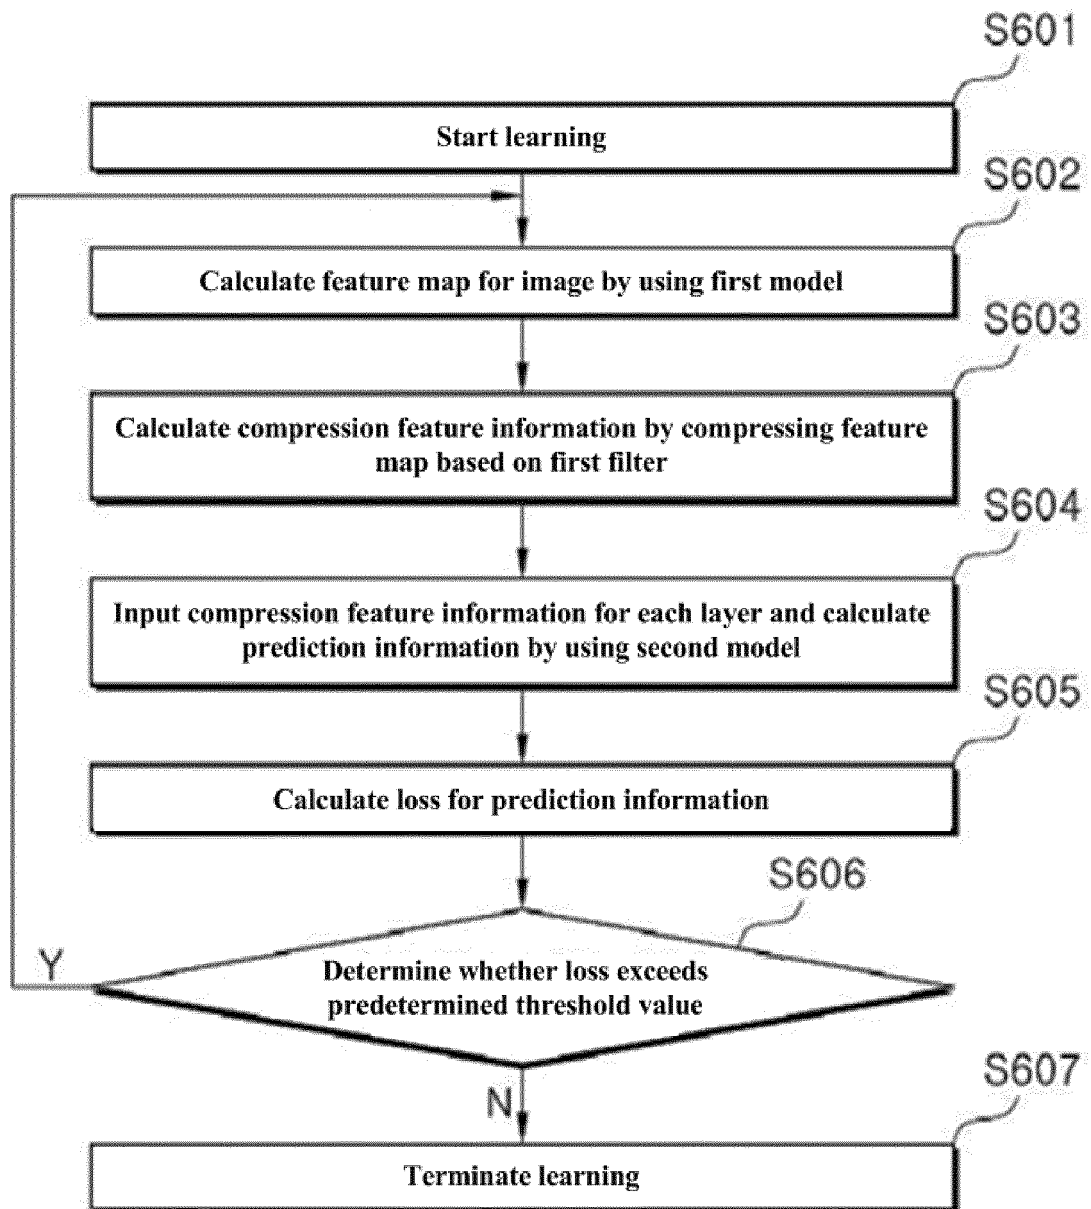 S601
Start learning
S602
Calculate feature map for image by using first model
S603
Calculate compression feature information by compressing feature
map based on first filter
S604
Input compression feature information for each layer and calculate
prediction information by using second model
S605
Calculate loss for prediction information
S606
Y
Determine whether loss exceeds
predetermined threshold value
N
S607
Terminate learning